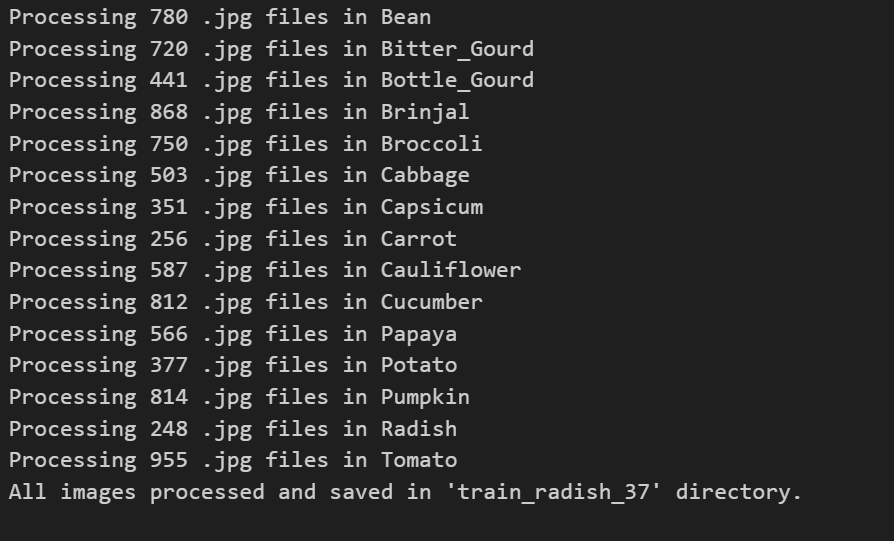 Processing 780 .jpg files in Bean
Processing 720 .jpg files in Bitter_Gourd
Processing 441 .jpg files in Bottle_Gourd
Processing 868 .jpg files in Brinjal
Processing 750 .jpg files in Broccoli
Processing 503 .jpg files in Cabbage
Processing 351 .jpg files in Capsicum
Processing 256 .jpg files in Carrot
Processing 587 .jpg files in Cauliflower
Processing 812 .jpg files in Cucumber
Processing 566 .jpg files in Papaya
Processing 377 .jpg files in Potato
Processing 814 .jpg files in Pumpkin
Processing 248 .jpg files in Radish
Processing 955 .jpg files in Tomato
All images processed and saved in 'train_radish_37' directory.